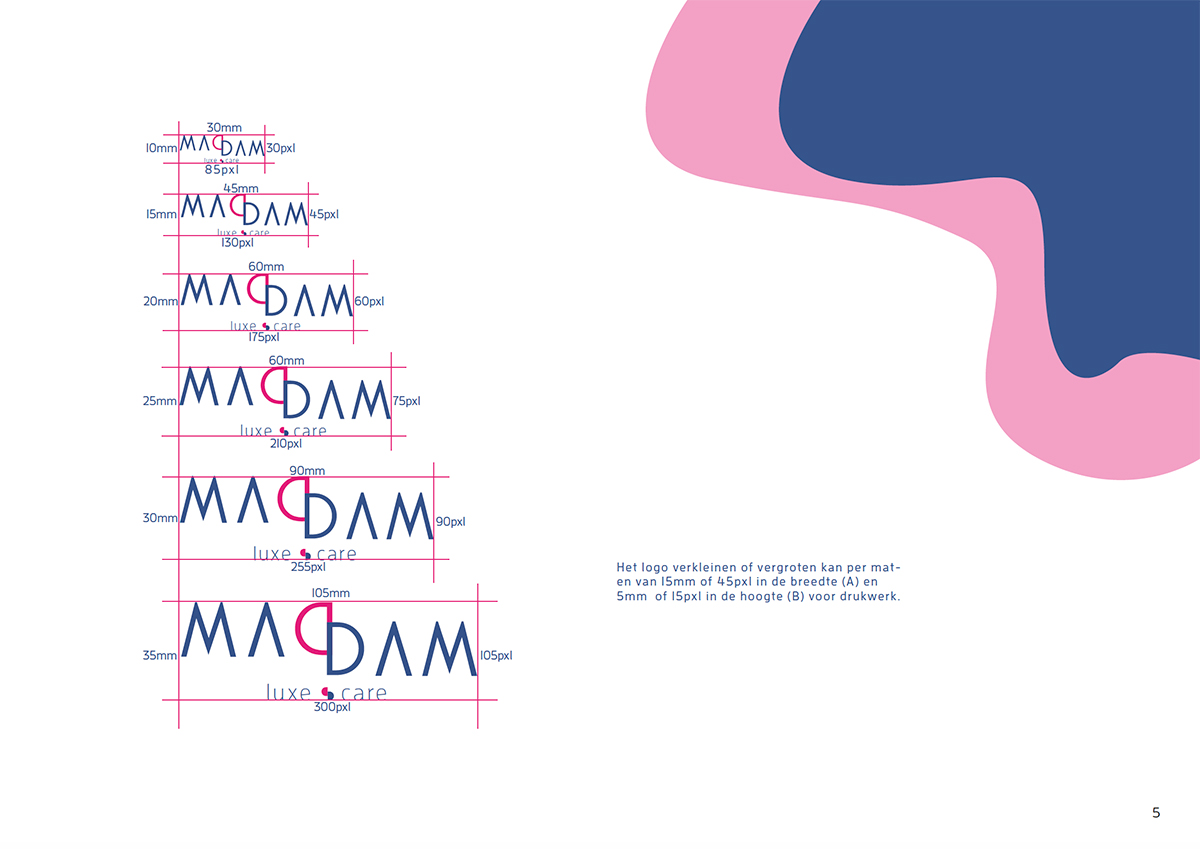 30mm
10mm
MACDAM
30pxl
luxe care
85pxl
45mm
15mm
MACDAM
45pxl
luxe care
130pxl
60mm
20mm
MACDAM
60pxl
luxe care
175pxl
60mm
25mm
MACDAM
75pxl
luxe care
210pxl
90mm
30mm
MACDAM
90pxl
luxe care
255pxl
105mm
35mm
MACDAM
105pxl
luxe care
300pxl
Het logo verkleinen of vergroten kan per mat-
en van 15mm of 45pxl in de breedte (A) en
5mm of 15pxl in de hoogte (B) voor drukwerk.
5